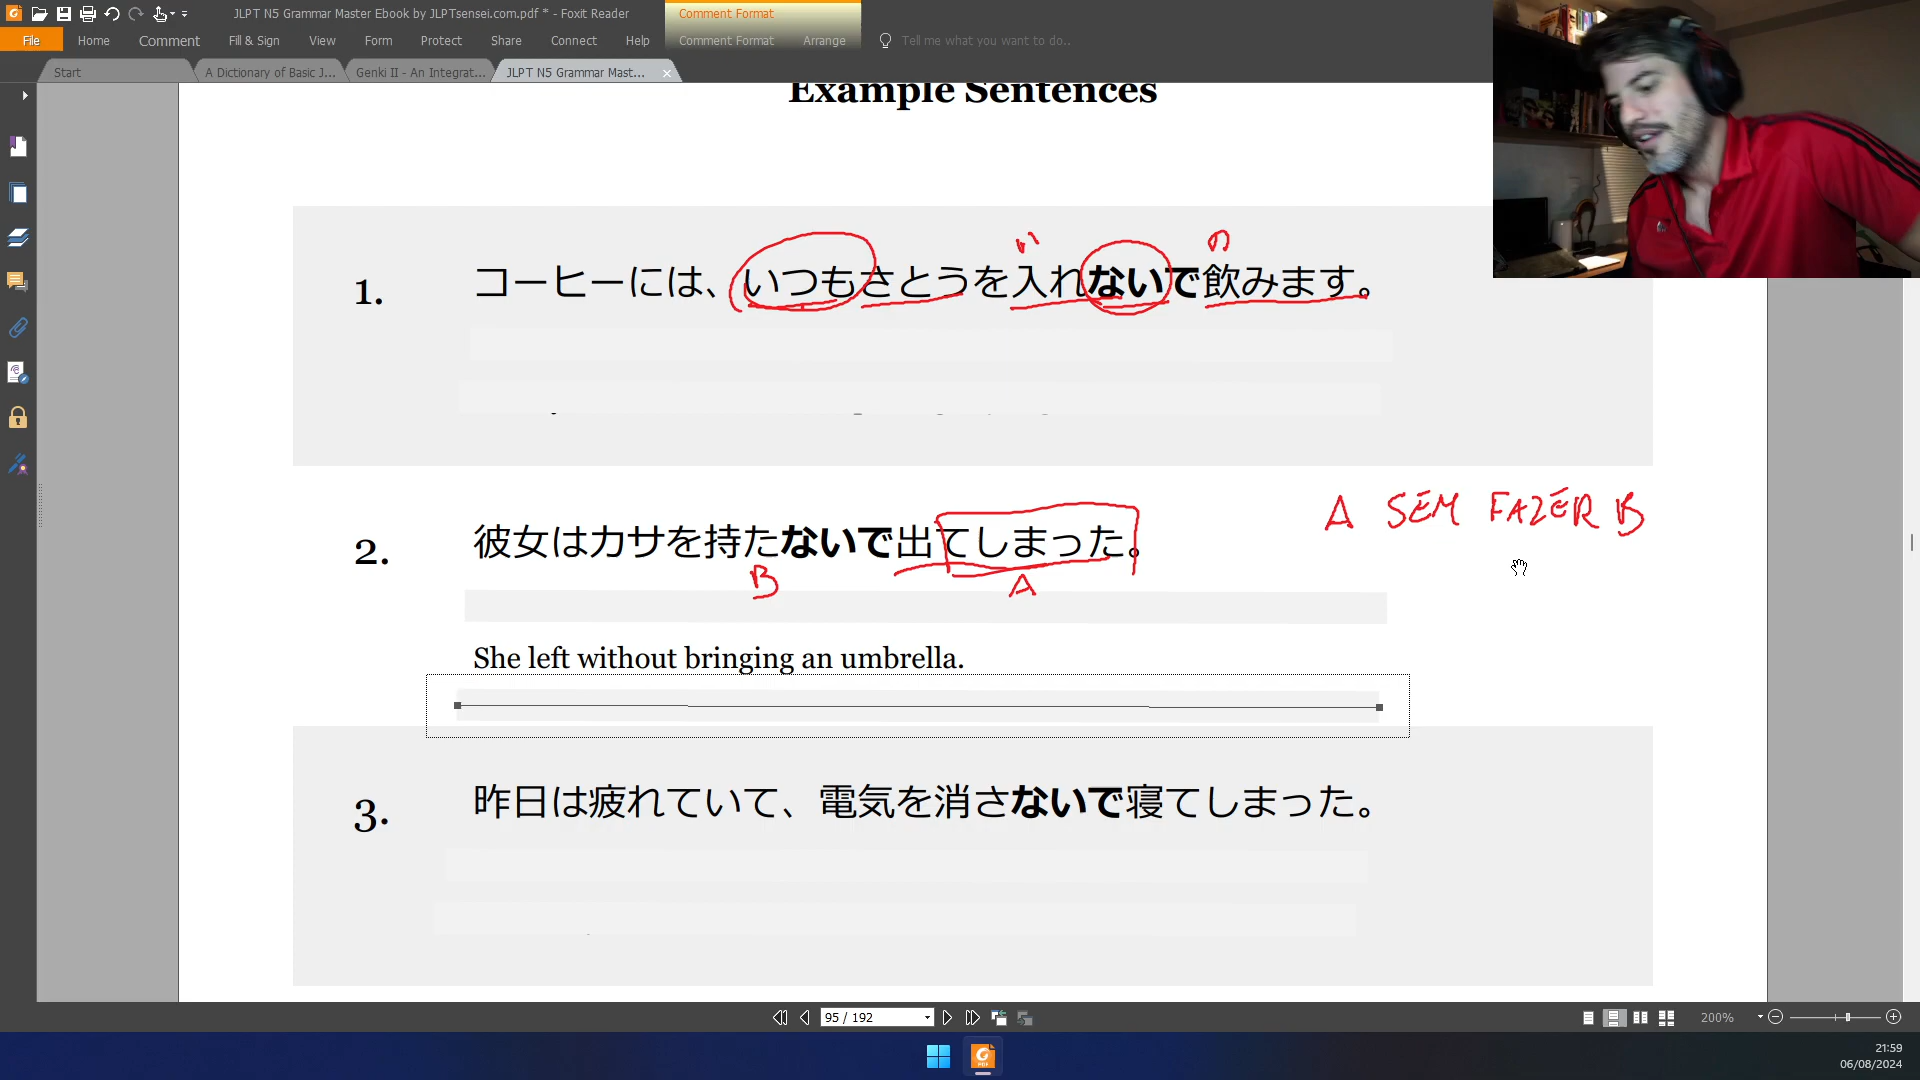 JLPT N5 Grammar Master Ebook by JLPTsensei.com.pdf * - Foxit Reader
Comment Format
File
Home
Comment
Fill & Sign
View
Form
Protect
Share
Connect
Help
Comment Format
Arrange
Tell me what you want to do..
Start
A Dictionary of Basic J...
Genki II - An Integrat...
JLPT N5 Grammar Mast...
Example Sentences
い
の
1. コーヒーには、いつもさとうを入れないで飲みます。
A SEM FAZER B
2. 彼女はカサを持たないで出てしまった。
B
A
She left without bringing an umbrella.
3. 昨日は疲れていて、電気を消さないで寝てしまった。
95 / 192
200%
21:59
06/08/2024